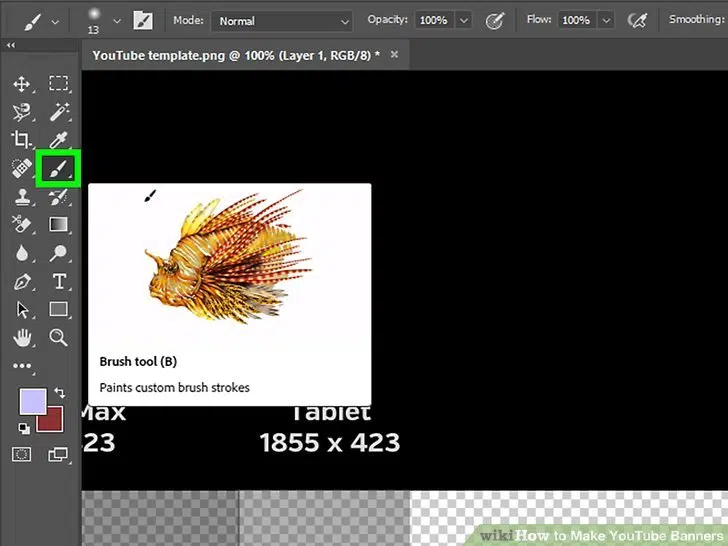 Mode: Normal Opacity: 100% Flow: 100% Smoothing:
13
YouTube template.png @ 100% (Layer 1, RGB/8) *
T
Brush tool (B)
Paints custom brush strokes
Max Tablet
423 1855 x 423
wikiHow to Make YouTube Banners